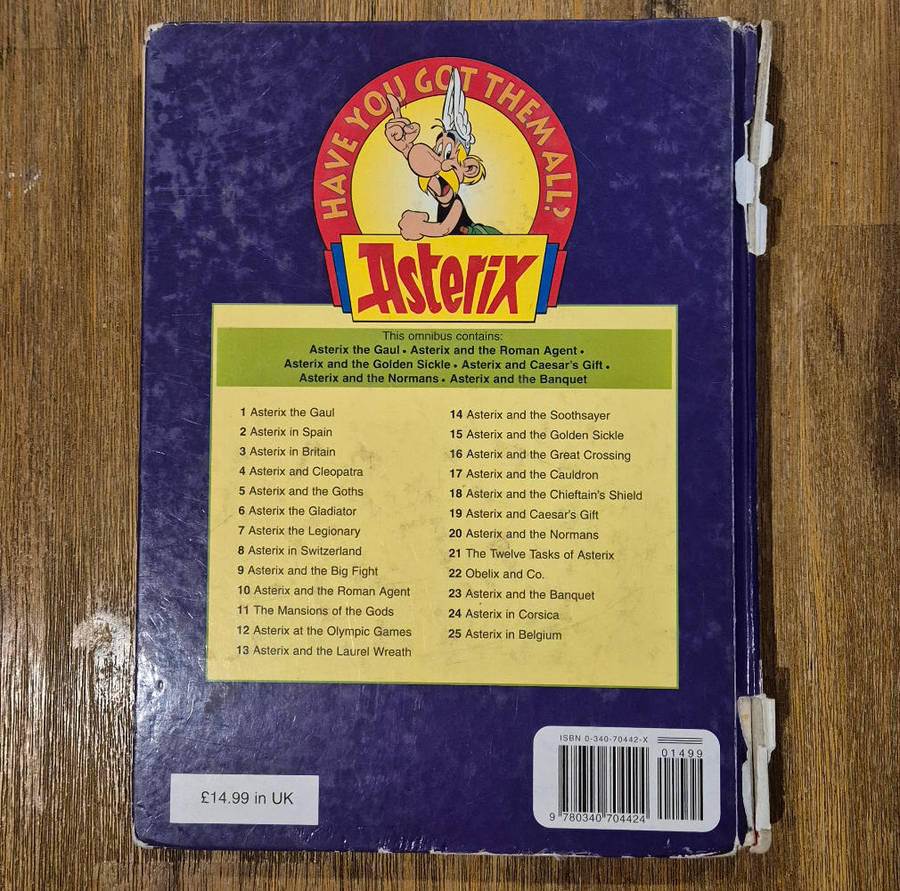 HAVE YOU GOT THEM ALL?
Asterix
This omnibus contains:
Asterix the Gaul • Asterix and the Roman Agent •
Asterix and the Golden Sickle • Asterix and Caesar's Gift •
Asterix and the Normans • Asterix and the Banquet
1 Asterix the Gaul
2 Asterix in Spain
3 Asterix in Britain
4 Asterix and Cleopatra
5 Asterix and the Goths
6 Asterix the Gladiator
7 Asterix the Legionary
8 Asterix in Switzerland
9 Asterix and the Big Fight
10 Asterix and the Roman Agent
11 The Mansions of the Gods
12 Asterix at the Olympic Games
13 Asterix and the Laurel Wreath
14 Asterix and the Soothsayer
15 Asterix and the Golden Sickle
16 Asterix and the Great Crossing
17 Asterix and the Cauldron
18 Asterix and the Chieftain's Shield
19 Asterix and Caesar's Gift
20 Asterix and the Normans
21 The Twelve Tasks of Asterix
22 Obelix and Co.
23 Asterix and the Banquet
24 Asterix in Corsica
25 Asterix in Belgium
£14.99 in UK
ISBN 0-340-70442-X
01499
9 780340 704424